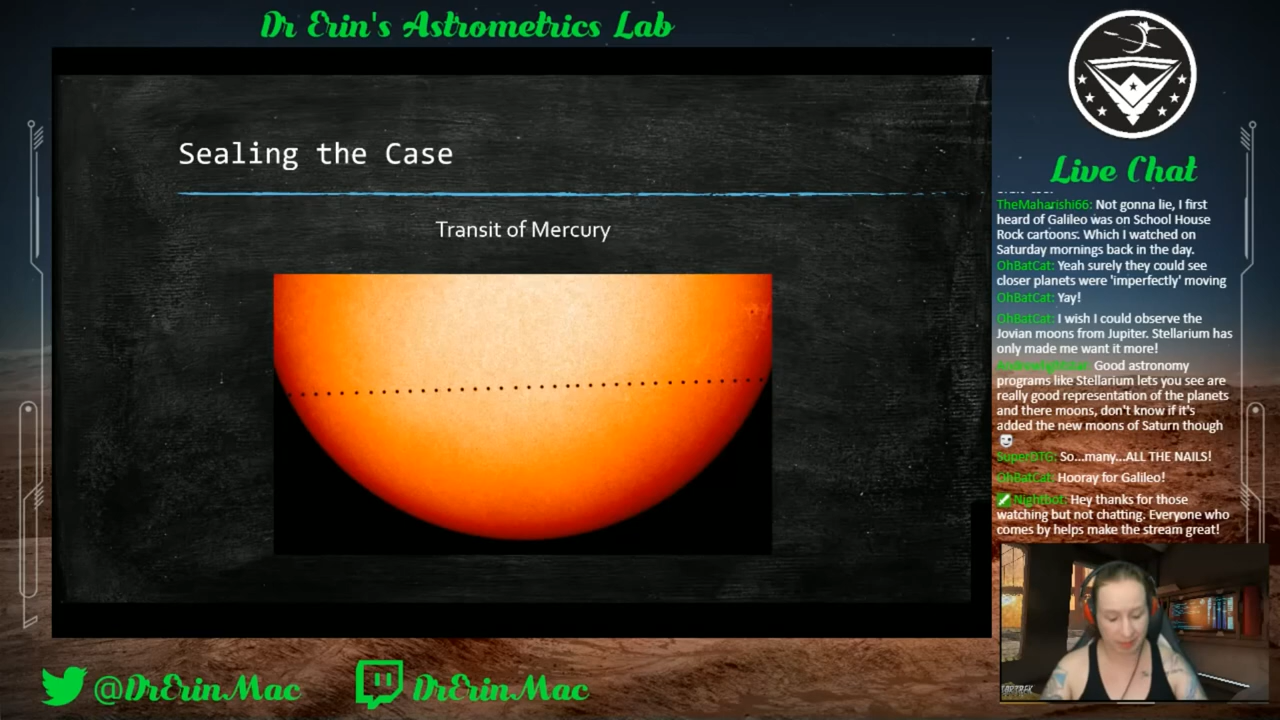 Dr Erin's Astrometrics Lab
Sealing the Case
Transit of Mercury
Live Chat
TheMaharishi66: Not gonna lie, I first
heard of Galileo was on School House
Rock cartoons. Which I watched on
Saturday mornings back in the day.
OhBatCat: Yeah surely they could see
closer planets were 'imperfectly' moving
OhBatCat: Yay!
OhBatCat: I wish I could observe the
Jovian moons from Jupiter. Stellarium has
only made me want it more!
Good astronomy
programs like Stellarium lets you see are
really good representation of the planets
and there moons, don't know if it's
added the new moons of Saturn though
SuperDTG: So...many...ALL THE NAILS!
OhBatCat: Hooray for Galileo!
Nightbot: Hey thanks for those
watching but not chatting. Everyone who
comes by helps make the stream great!
@DrErinMac
DrErinMac